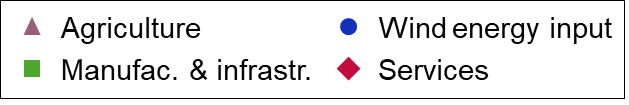 Agriculture Wind energy input
Manufac. & infrastr. Services